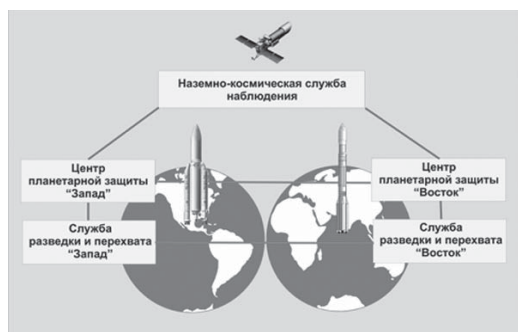 Наземно-космическая служба
наблюдения
Центр
планетарной защиты
"Запад"
Центр
планетарной защиты
"Восток"
Служба
разведки и перехвата
"Запад"
Служба
разведки и перехвата
"Восток"